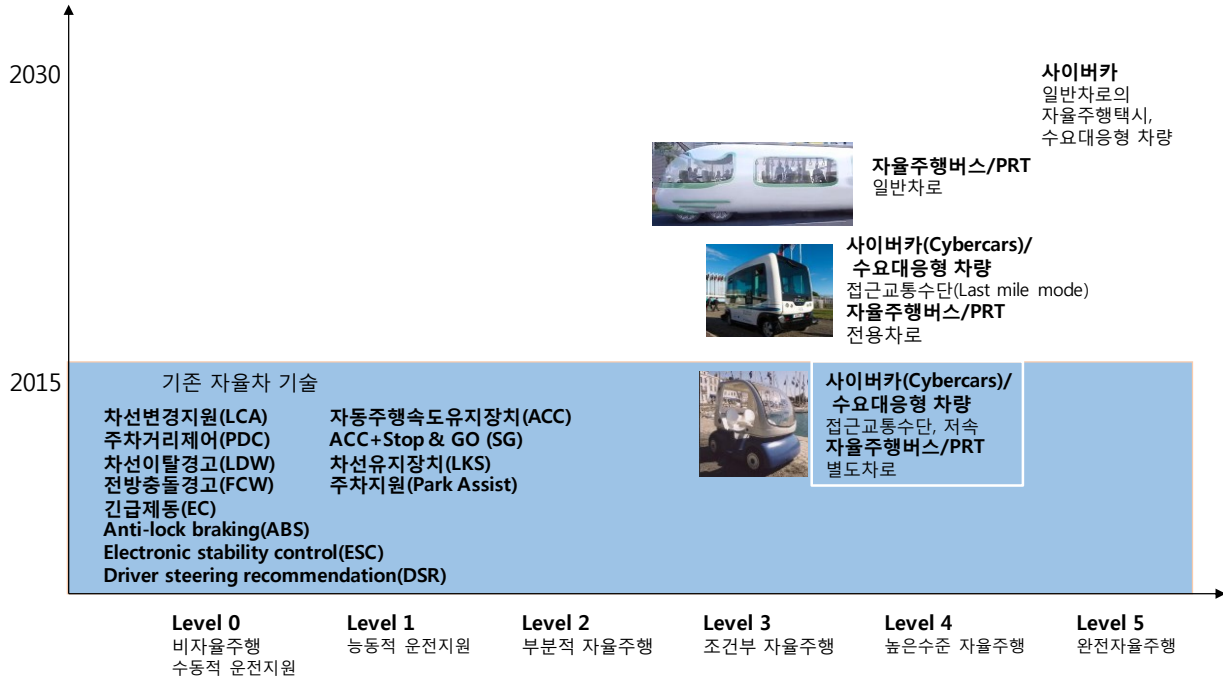 2030
사이버카
일반차로의
자율주행택시,
수요대응형 차량
자율주행버스/PRT
일반차로
사이버카(Cybercars)/
수요대응형 차량
접근교통수단(Last mile mode)
자율주행버스/PRT
전용차로
2015
기존 자율차 기술
차선변경지원(LCA)
주차거리제어(PDC)
차선이탈경고(LDW)
전방충돌경고(FCW)
긴급제동(EC)
Anti-lock braking(ABS)
Electronic stability control(ESC)
Driver steering recommendation(DSR)
자동주행속도유지장치(ACC)
ACC+Stop & GO (SG)
차선유지장치(LKS)
주차지원(Park Assist)
사이버카(Cybercars)/
수요대응형 차량
접근교통수단, 저속
자율주행버스/PRT
별도차로
Level 0
비자율주행
수동적 운전지원
Level 1
능동적 운전지원
Level 2
부분적 자율주행
Level 3
조건부 자율주행
Level 4
높은수준 자율주행
Level 5
완전자율주행